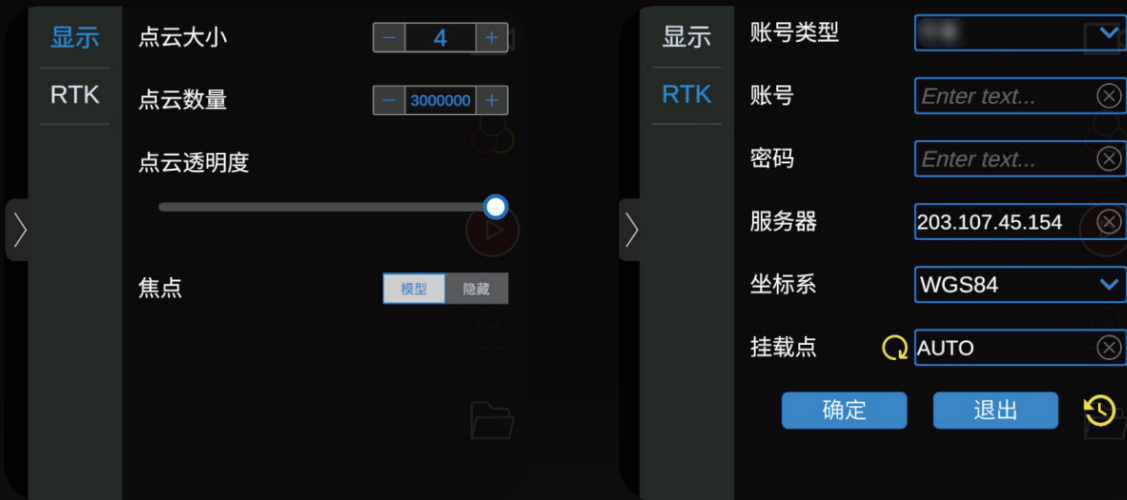 显示
RTK
点云大小
4
点云数量
3000000
点云透明度
焦点
模型 隐藏
显示
RTK
账号类型
账号 Enter text...
密码 Enter text...
服务器 203.107.45.154
坐标系 WGS84
挂载点 AUTO
确定 退出